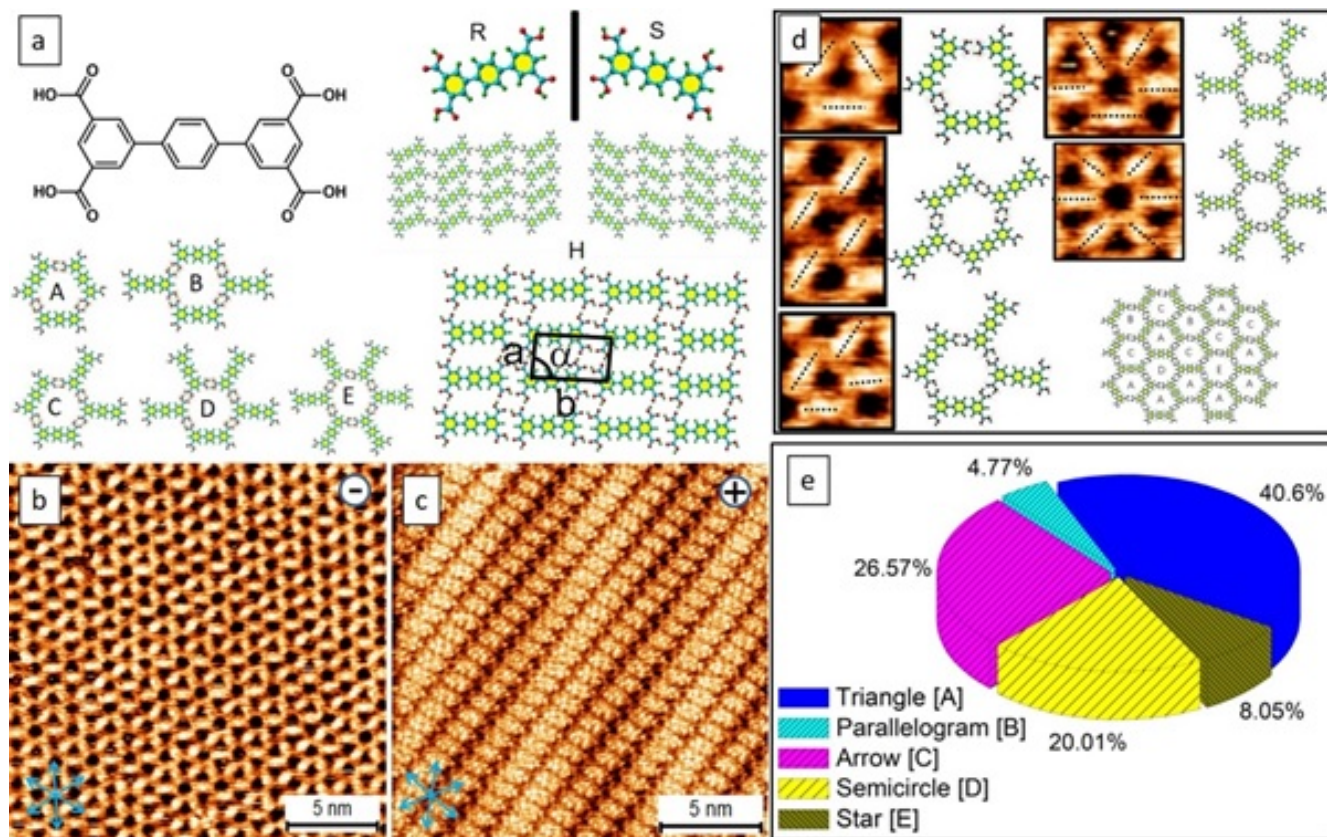 a
O
O
HO
OH
HO
OH
O
O
R
S
H
A
B
C
D
E
a
α
b
b
−
5 nm
c
+
5 nm
d
B
C
B
A
C
A
C
C
A
D
E
A
A
A
e
4.77%
40.6%
26.57%
8.05%
20.01%
Triangle [A]
Parallelogram [B]
Arrow [C]
Semicircle [D]
Star [E]